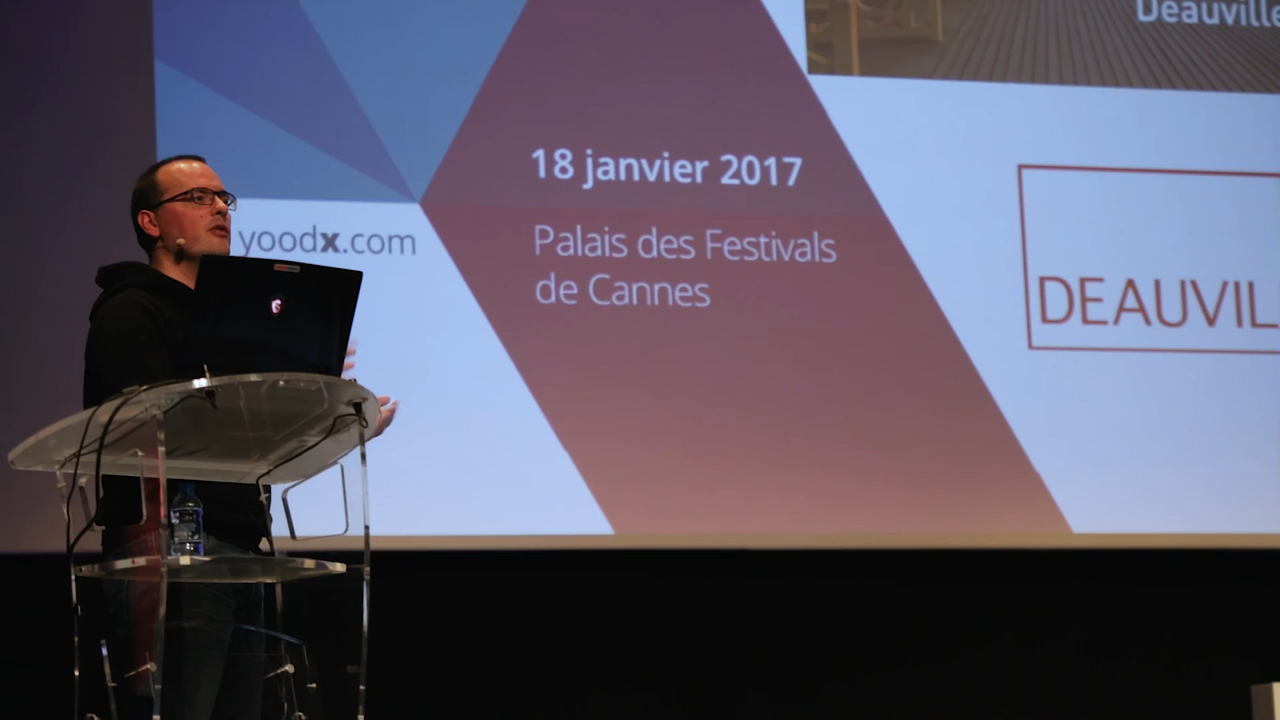 Deauville
18 janvier 2017
yoodx.com
Palais des Festivals
de Cannes
DEAUVIL